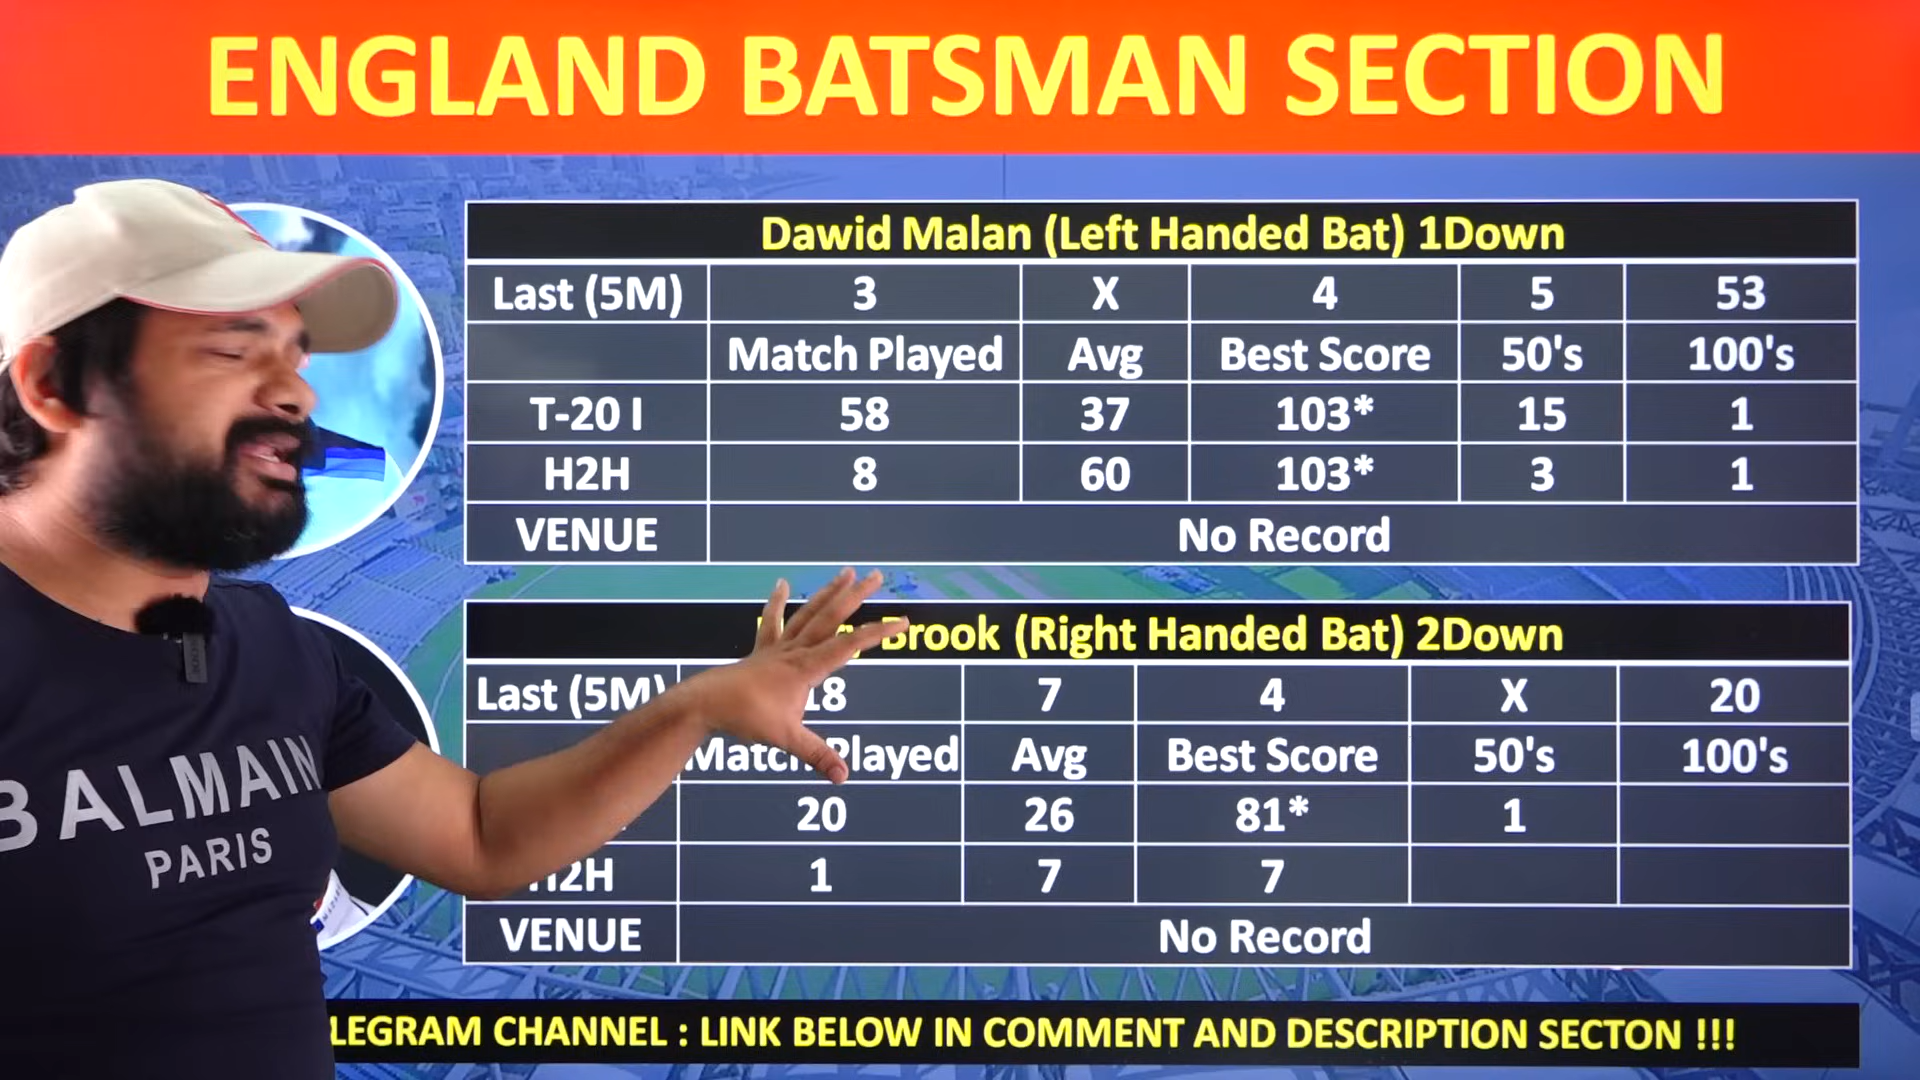 ENGLAND BATSMAN SECTION
Dawid Malan (Left Handed Bat) 1Down
Last (5M) 3 X 4 5 53
Match Played Avg Best Score 50's 100's
T-20 I 58 37 103* 15 1
H2H 8 60 103* 3 1
VENUE No Record
Brook (Right Handed Bat) 2Down
Last (5M) 18 7 4 X 20
Match Played Avg Best Score 50's 100's
20 26 81* 1
H2H 1 7 7
VENUE No Record
LEGRAM CHANNEL : LINK BELOW IN COMMENT AND DESCRIPTION SECTON !!!
BALMAIN
PARIS